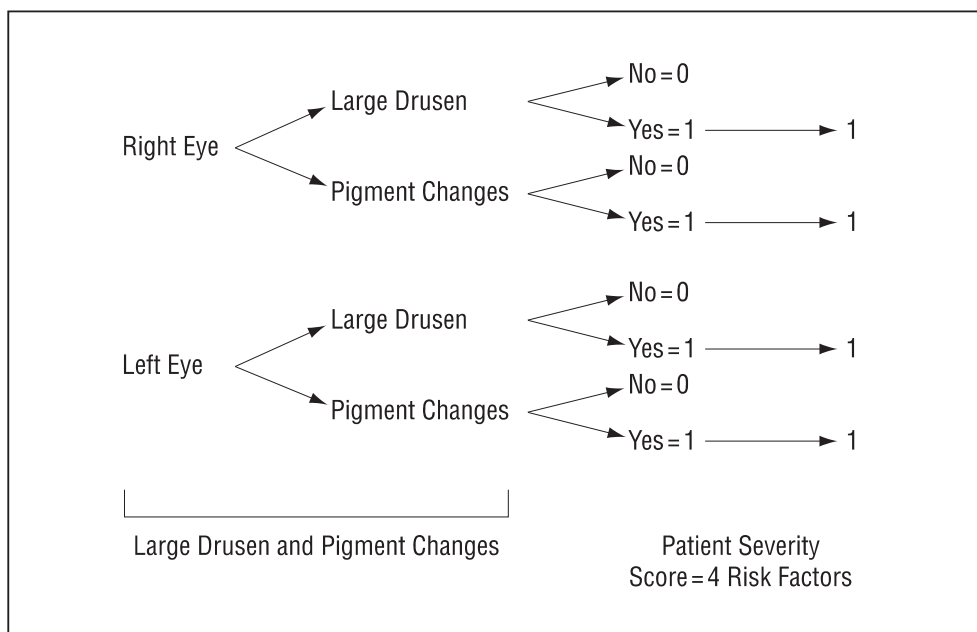 No = 0
Large Drusen
Yes = 1 1
Right Eye
No = 0
Pigment Changes
Yes = 1 1
No = 0
Large Drusen
Yes = 1 1
Left Eye
No = 0
Pigment Changes
Yes = 1 1
Large Drusen and Pigment Changes
Patient Severity
Score = 4 Risk Factors